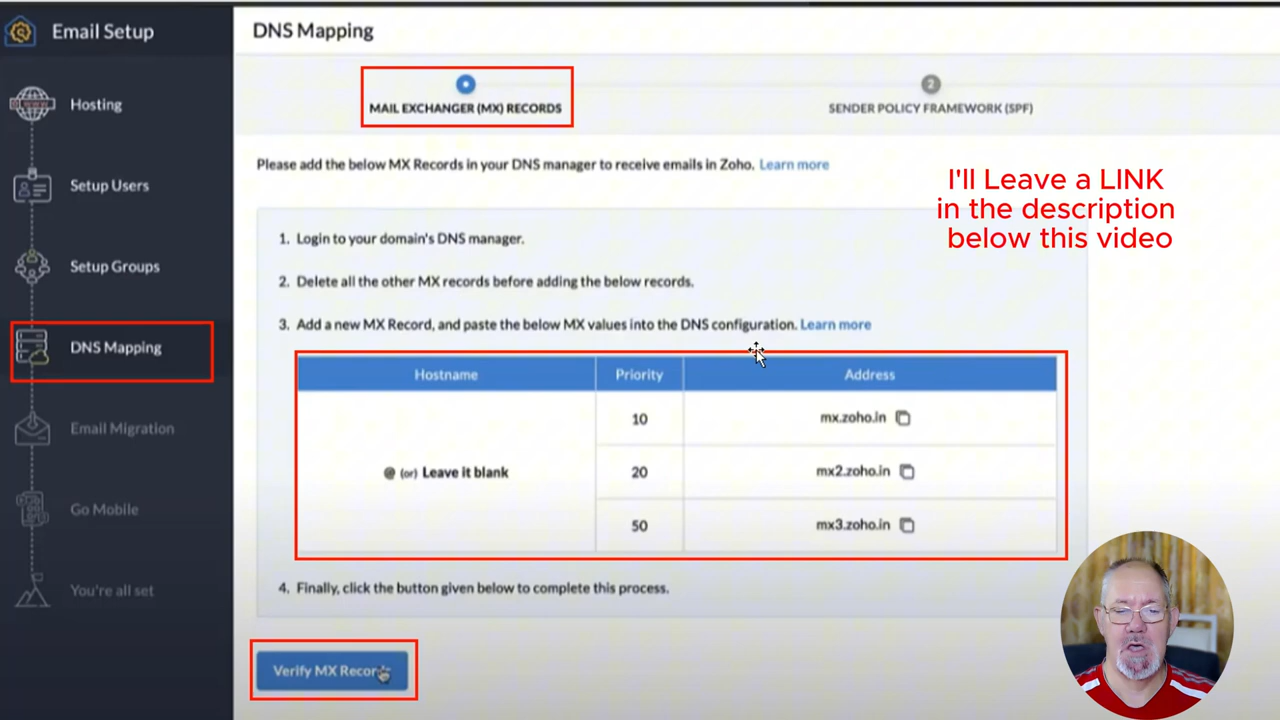 Email Setup
Hosting
Setup Users
Setup Groups
DNS Mapping
Email Migration
Go Mobile
You're all set
DNS Mapping
MAIL EXCHANGER (MX) RECORDS
2
SENDER POLICY FRAMEWORK (SPF)
Please add the below MX Records in your DNS manager to receive emails in Zoho. Learn more
I'll Leave a LINK
in the description
below this video
1. Login to your domain's DNS manager.
2. Delete all the other MX records before adding the below records.
3. Add a new MX Record, and paste the below MX values into the DNS configuration. Learn more
Hostname Priority Address
10 mx.zoho.in
@ (or) Leave it blank 20 mx2.zoho.in
50 mx3.zoho.in
4. Finally, click the button given below to complete this process.
Verify MX Records